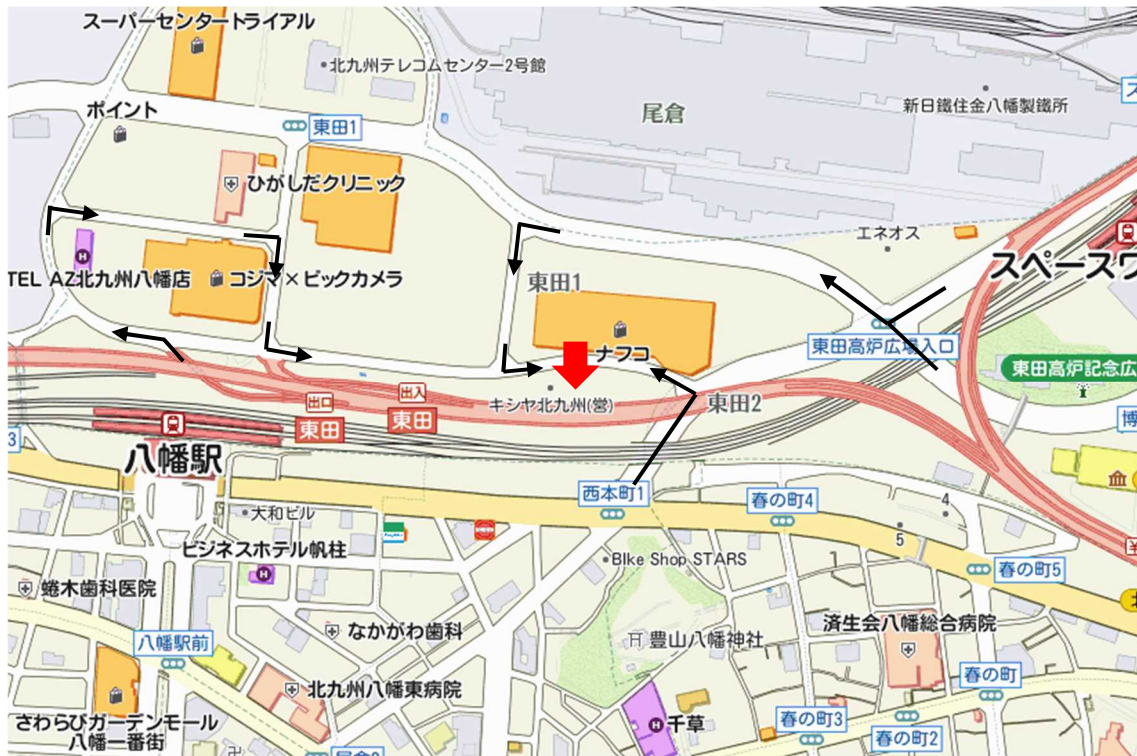 スーパーセンタートライアル
北九州テレコムセンター2号館
ス
ポイント
東田1
尾倉
新日鐵住金八幡製鐵所
ひがしだクリニック
エネオス
スペースワ
TEL AZ北九州八幡店
コジマ×ビックカメラ
東田1
ナフコ
東田高炉広場入口
東田高炉記念広
キシヤ北九州(営)
出口
出入
東田
東田
東田2
博
3
八幡駅
西本町1
春の町4
4
大和ビル
5
ビジネスホテル帆柱
BIke Shop STARS
春の町5
蜷木歯科医院
なかがわ歯科
豊山八幡神社
済生会八幡総合病院
八幡駅前
北九州八幡東病院
春の町
さわらびガーデンモール
八幡一番街
千草
春の町3
春の町2